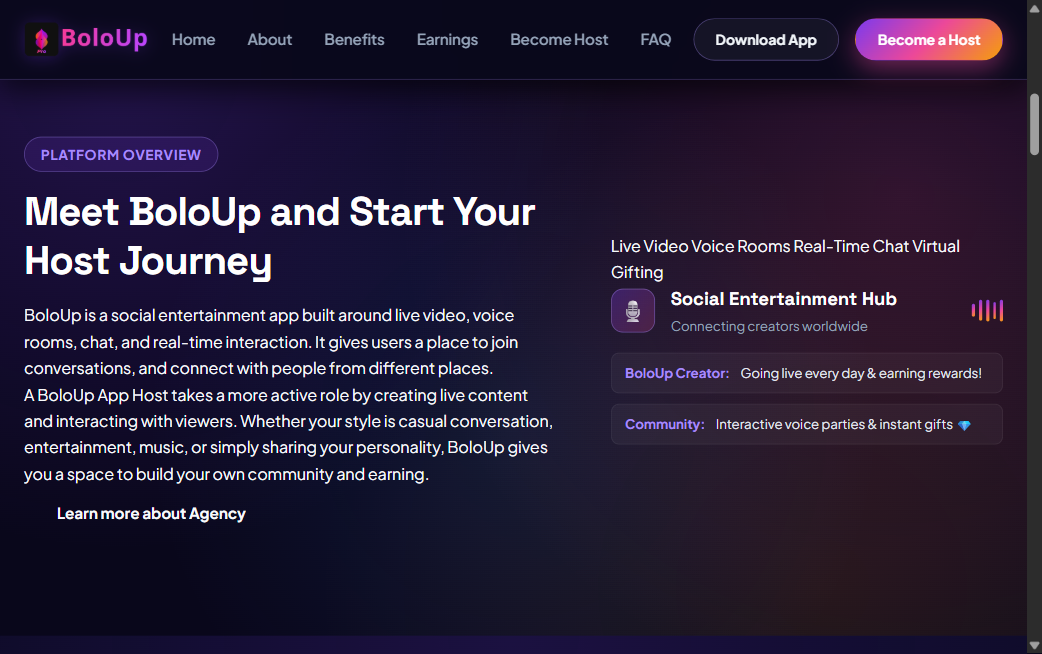 BoloUp
Home
About
Benefits
Earnings
Become Host
FAQ
Download App
Become a Host
PLATFORM OVERVIEW
Meet BoloUp and Start Your
Host Journey
BoloUp is a social entertainment app built around live video, voice
rooms, chat, and real-time interaction. It gives users a place to join
conversations, and connect with people from different places.
A BoloUp App Host takes a more active role by creating live content
and interacting with viewers. Whether your style is casual conversation,
entertainment, music, or simply sharing your personality, BoloUp gives
you a space to build your own community and earning.
Learn more about Agency
Live Video Voice Rooms Real-Time Chat Virtual
Gifting
Social Entertainment Hub
Connecting creators worldwide
BoloUp Creator: Going live every day & earning rewards!
Community: Interactive voice parties & instant gifts 💎